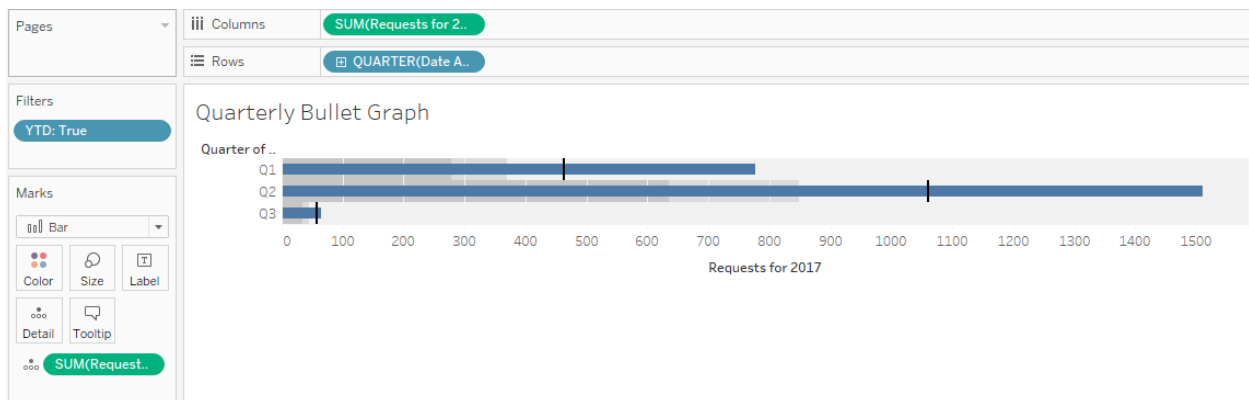 Pages
Columns
SUM(Requests for 2..
Rows
QUARTER(Date A..
Filters
YTD: True
Quarterly Bullet Graph
Quarter of ..
Q1
Q2
Q3
0 100 200 300 400 500 600 700 800 900 1000 1100 1200 1300 1400 1500
Requests for 2017
Marks
Bar
Color Size Label
T
Detail Tooltip
SUM(Request..